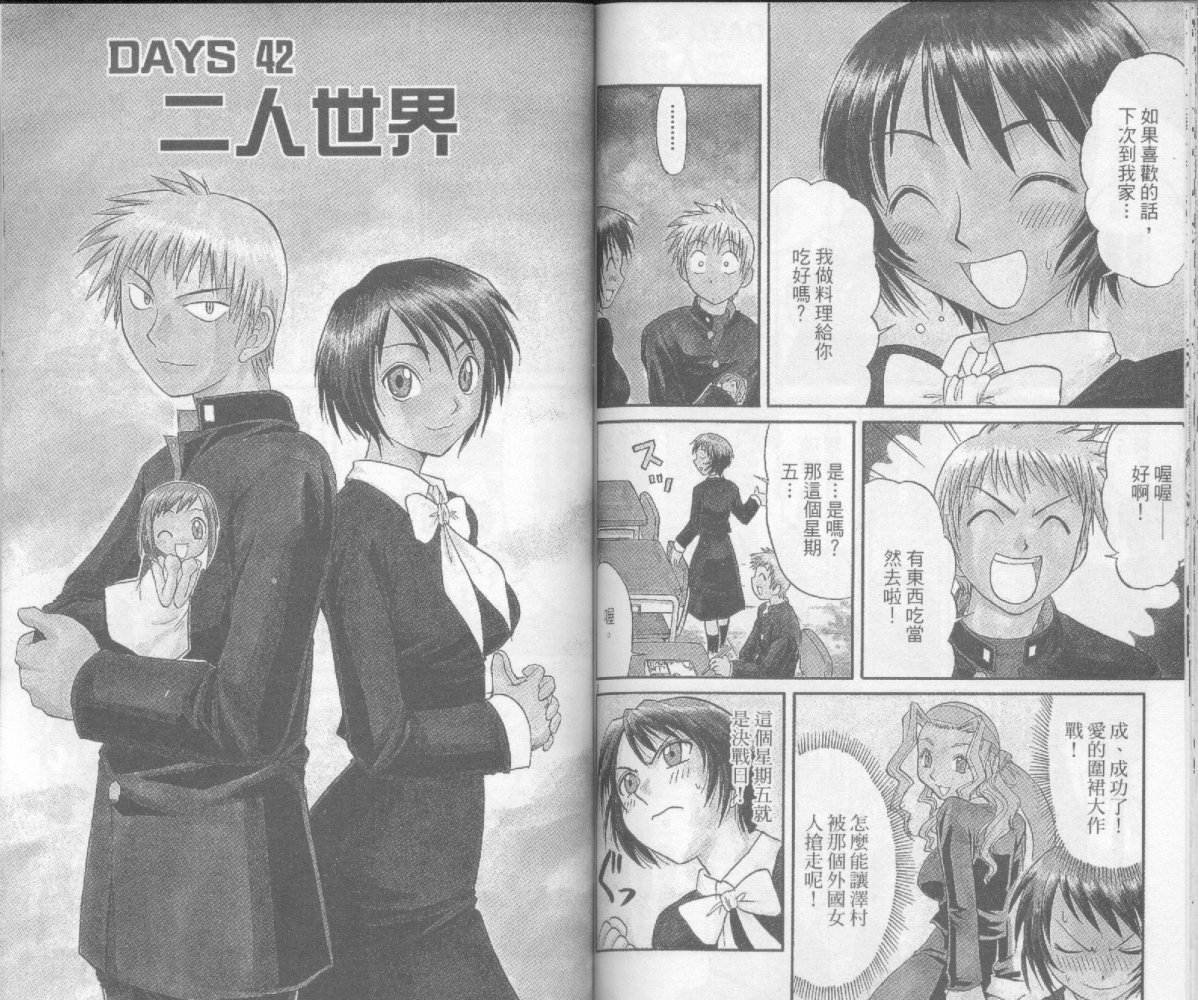 如果喜歡的話，
下次到我家…
我做料理給你
吃好嗎？
…………
喔喔──
好啊！
有東西吃當
然去啦！
是…是嗎？
那這個星期
五…
ズ
喔。
成、成功了！
愛的圍裙大作
戰！
怎麼能讓澤村
被那個外國女
人搶走呢！
這個星期五就
是決戰日！
ぐっ
DAYS 42
二人世界